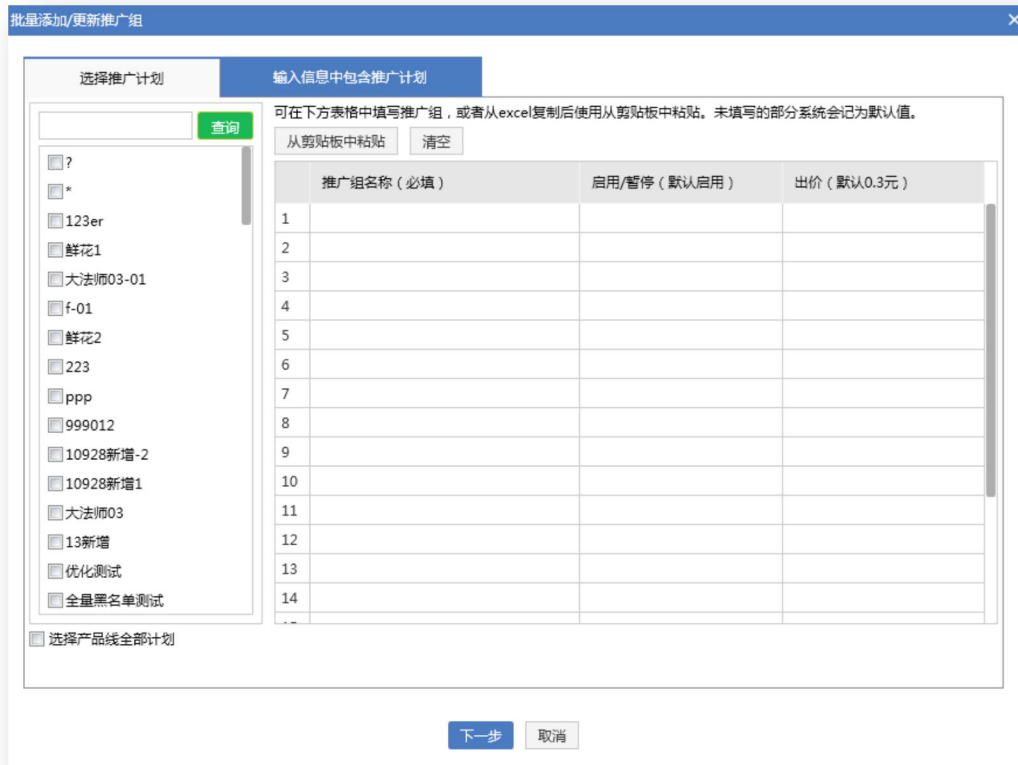 批量添加/更新推广组
选择推广计划
输入信息中包含推广计划
查询
?
*
123er
鲜花1
大法师03-01
f-01
鲜花2
223
ppp
999012
10928新增-2
10928新增1
大法师03
13新增
优化测试
全量黑名单测试
选择产品线全部计划
可在下方表格中填写推广组，或者从excel复制后使用从剪贴板中粘贴。未填写的部分系统会记为默认值。
从剪贴板中粘贴 清空
推广组名称（必填） 启用/暂停（默认启用） 出价（默认0.3元）
1
2
3
4
5
6
7
8
9
10
11
12
13
14
下一步 取消